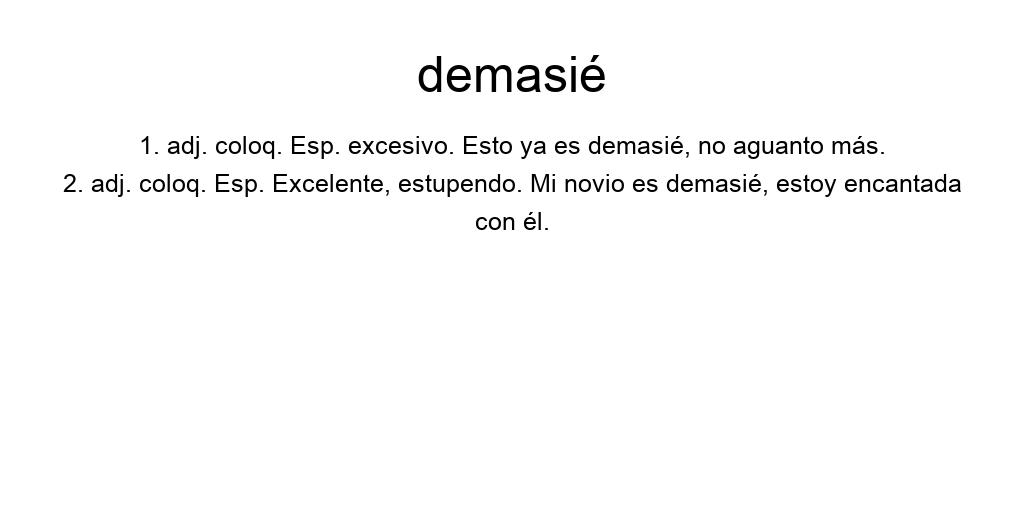 demasié
1. adj. coloq. Esp. excesivo. Esto ya es demasié, no aguanto más.
2. adj. coloq. Esp. Excelente, estupendo. Mi novio es demasié, estoy encantada
con él.